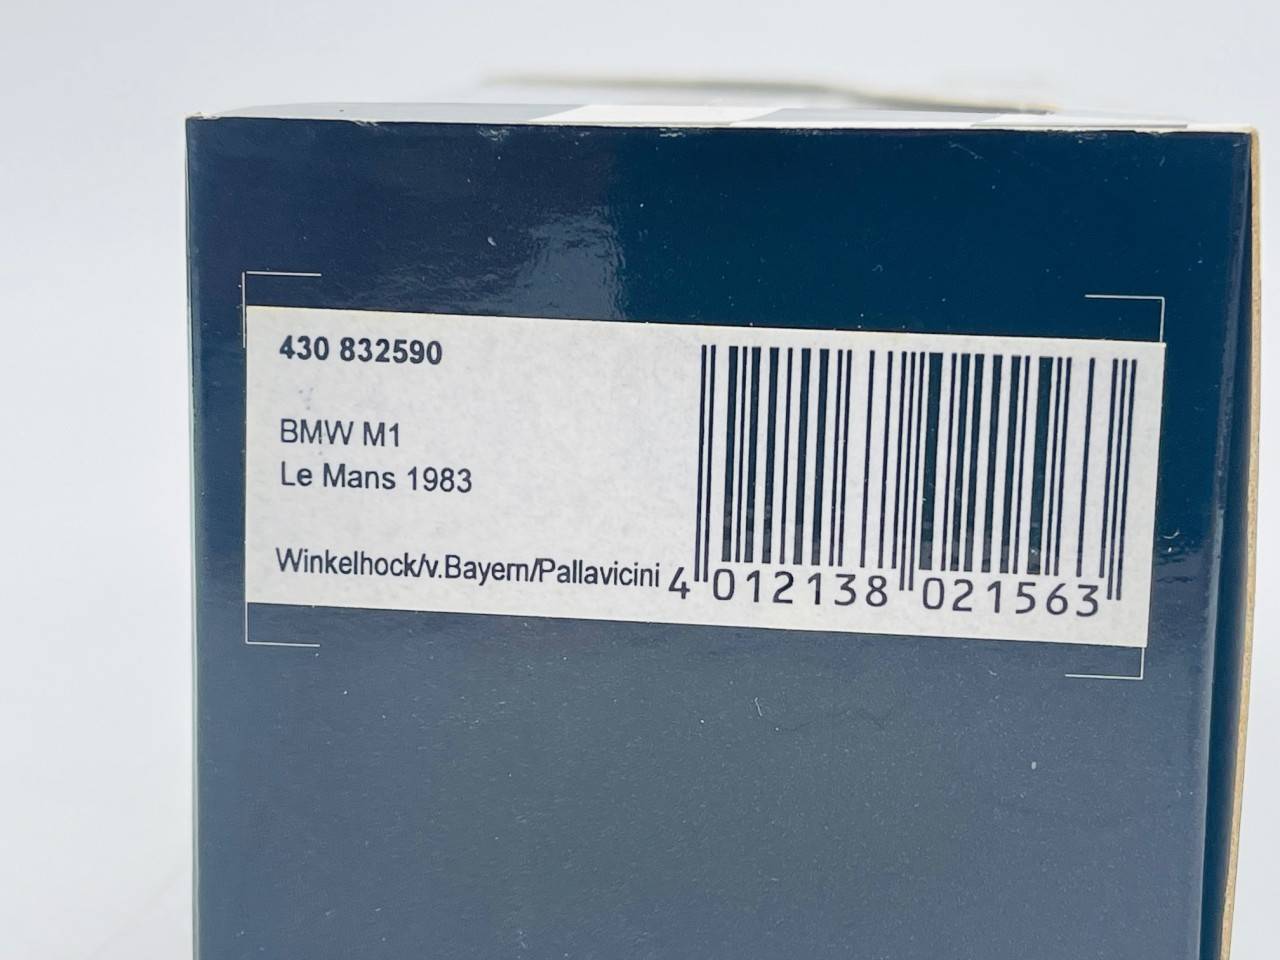 430 832590
BMW M1
Le Mans 1983
Winkelhock/v.Bayern/Pallavicini
4 012138 021563